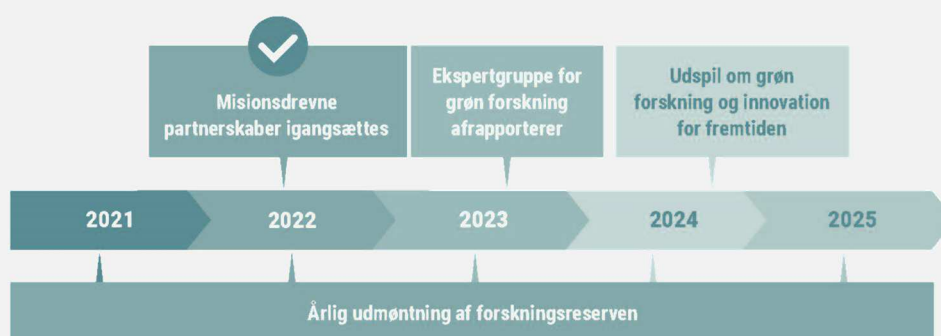 Misionsdrevne
partnerskaber igangsættes
Ekspertgruppe for
grøn forskning
afrapporterer
Udspil om grøn
forskning og innovation
for fremtiden
2021
2022
2023
2024
2025
Årlig udmøntning af forskningsreserven